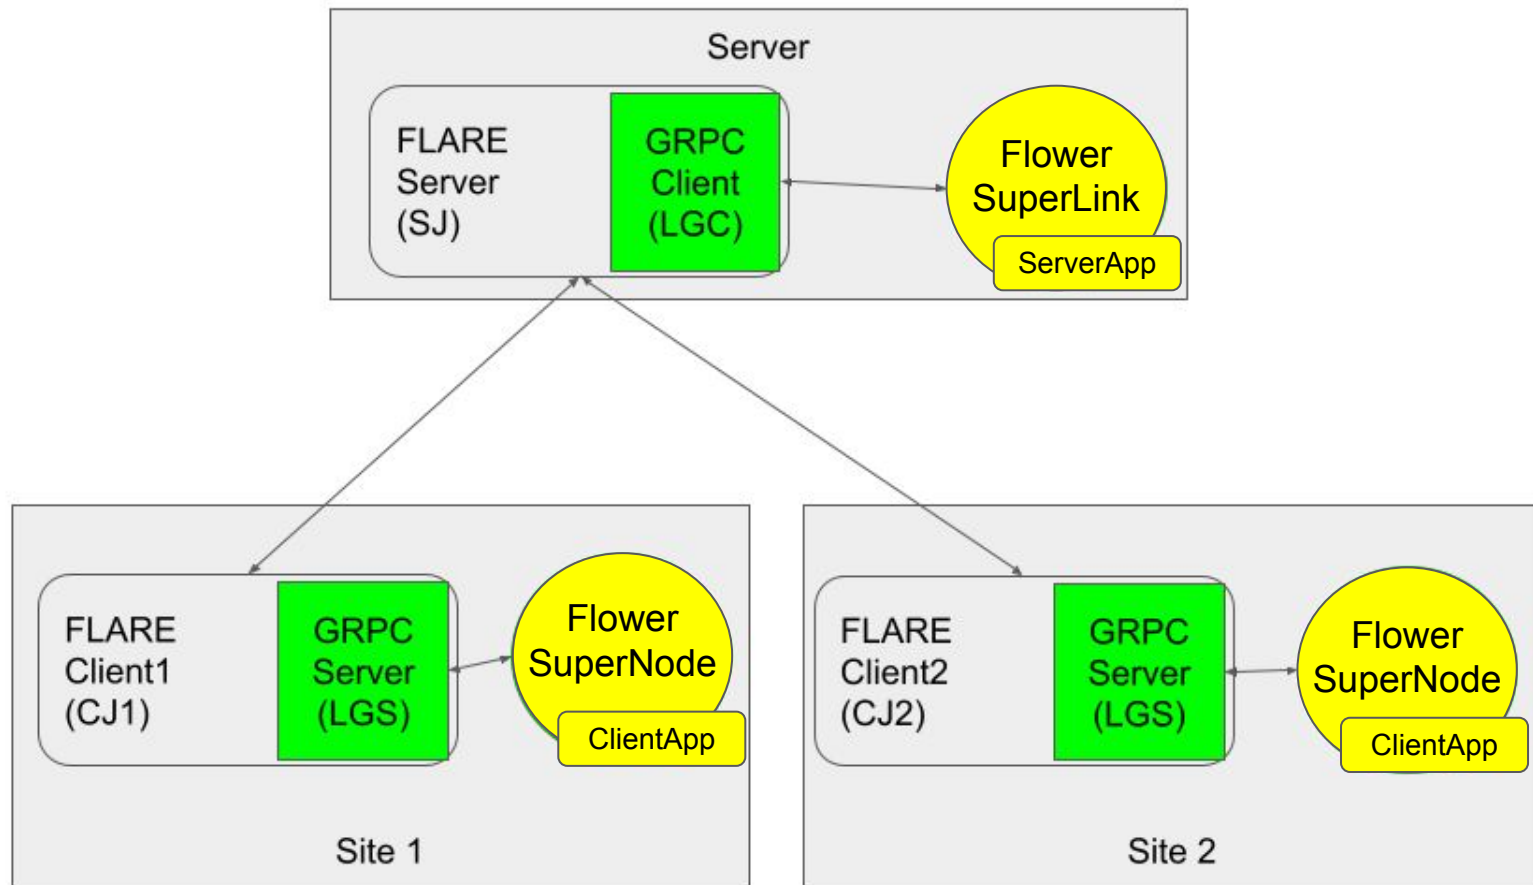 Server
FLARE
Server
(SJ)
GRPC
Client
(LGC)
Flower
SuperLink
ServerApp
FLARE
Client1
(CJ1)
GRPC
Server
(LGS)
Flower
SuperNode
ClientApp
Site 1
FLARE
Client2
(CJ2)
GRPC
Server
(LGS)
Flower
SuperNode
ClientApp
Site 2